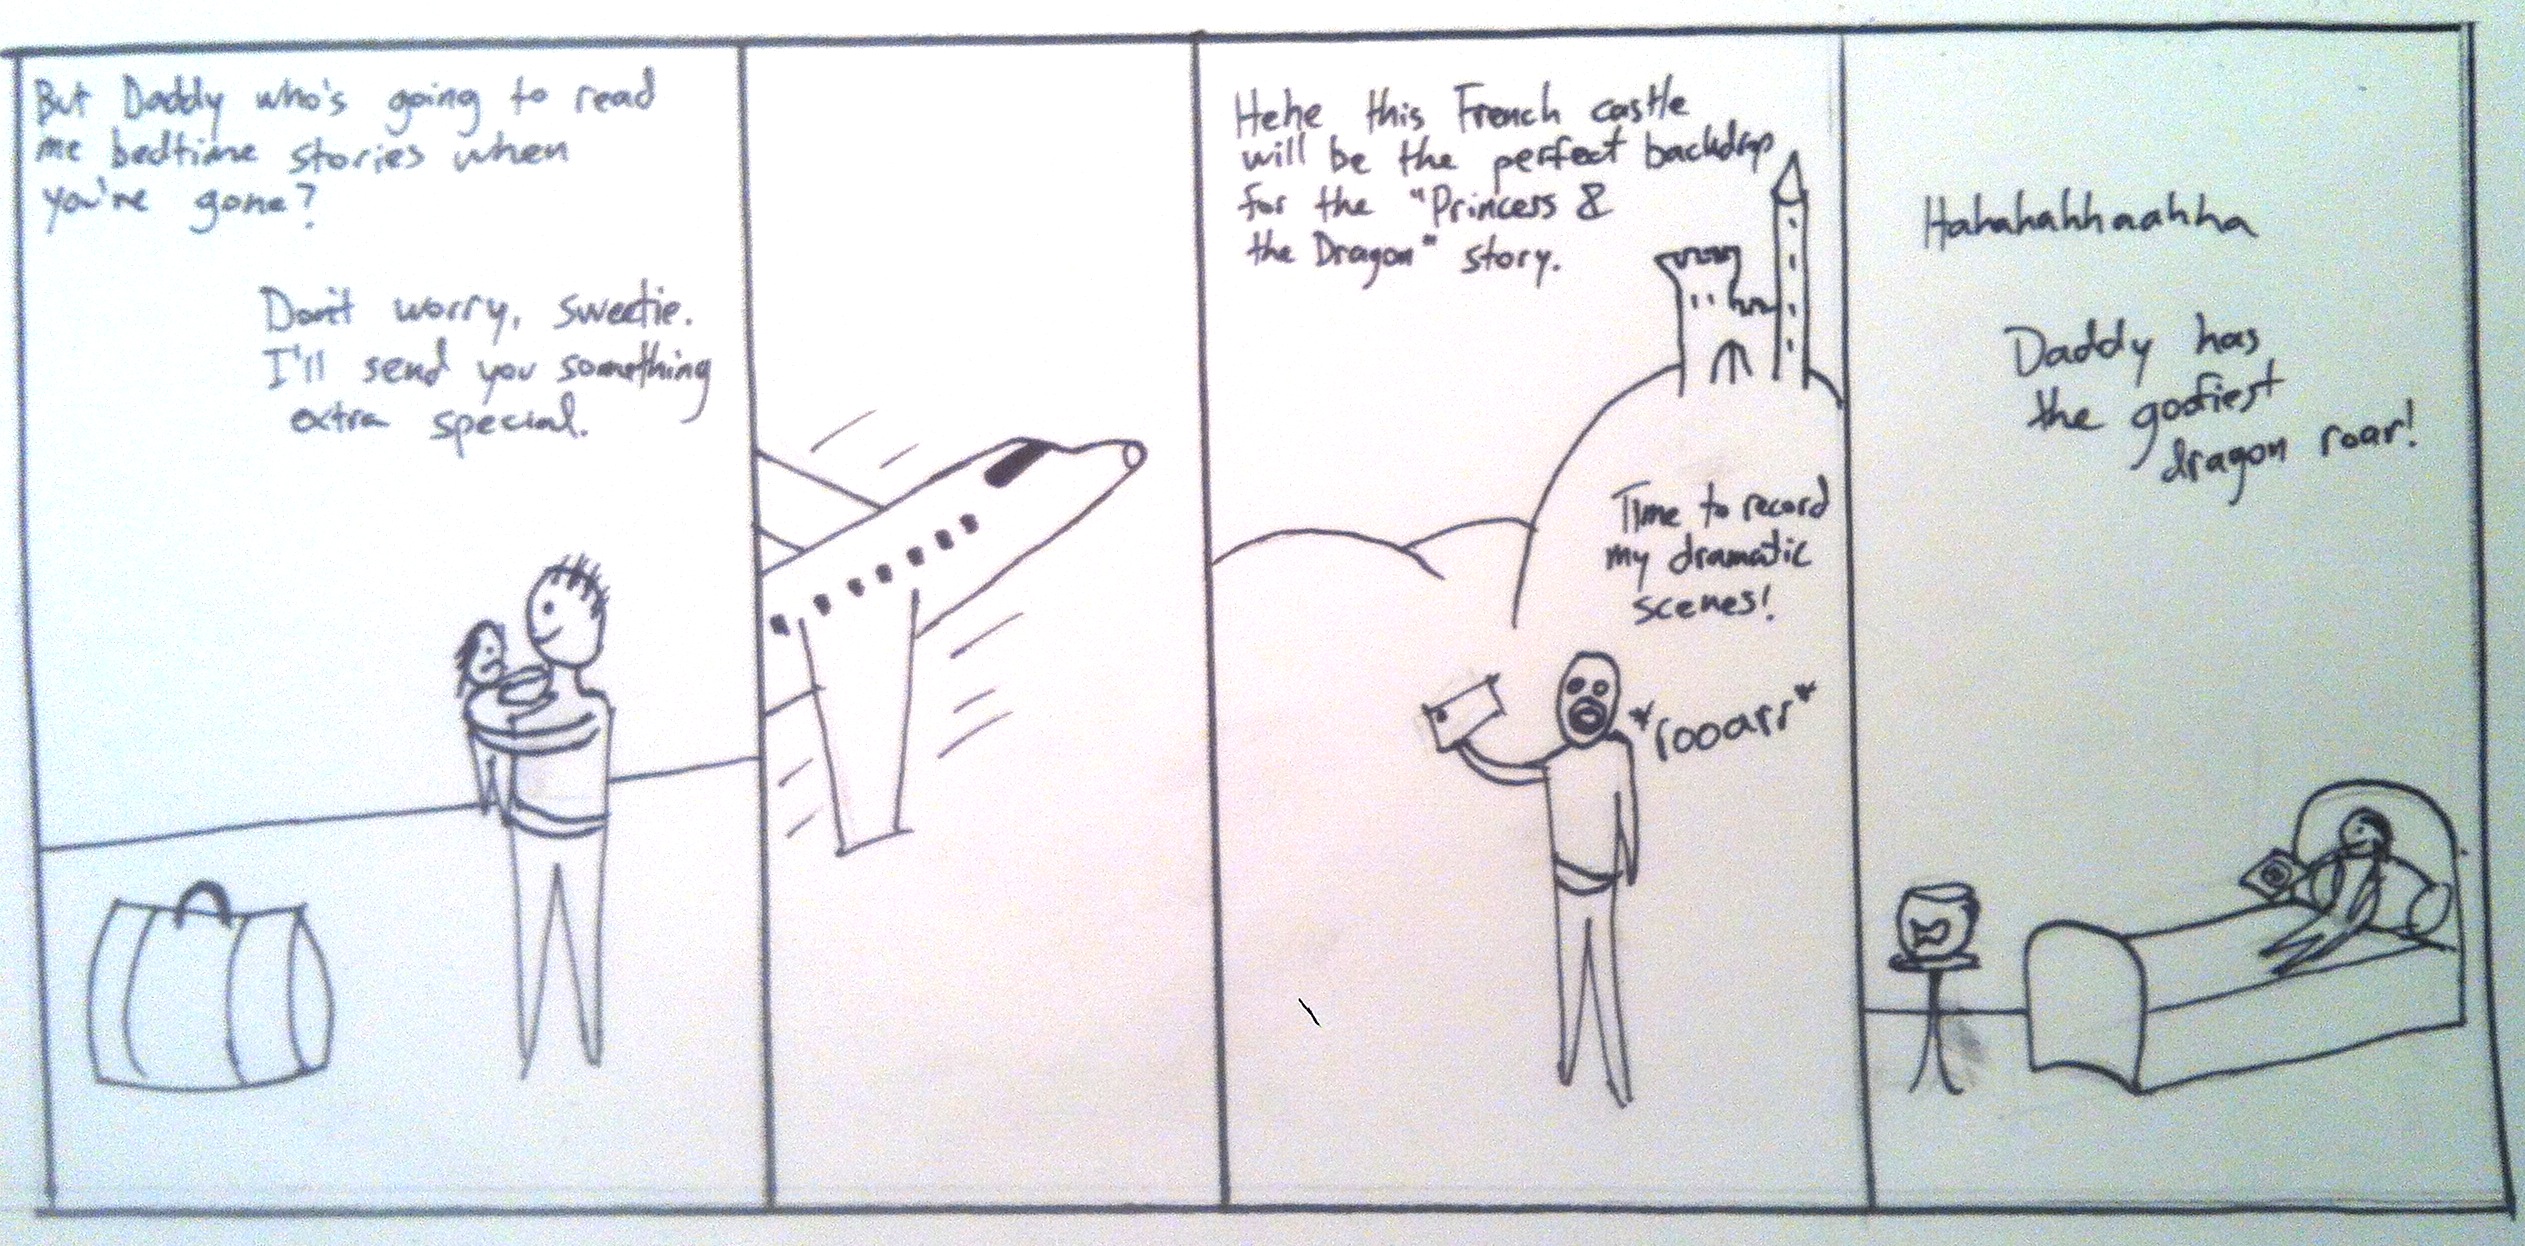 But Daddy who's going to read
me bedtime stories when
you're gone?
Don't worry, sweetie.
I'll send you something
extra special.
Hehe this French castle
will be the perfect backdrop
for the "Princess &
the Dragon" story.
Time to record
my dramatic
scenes!
*rooarr*
Hahahahhaahha
Daddy has
the goofiest
dragon roar!